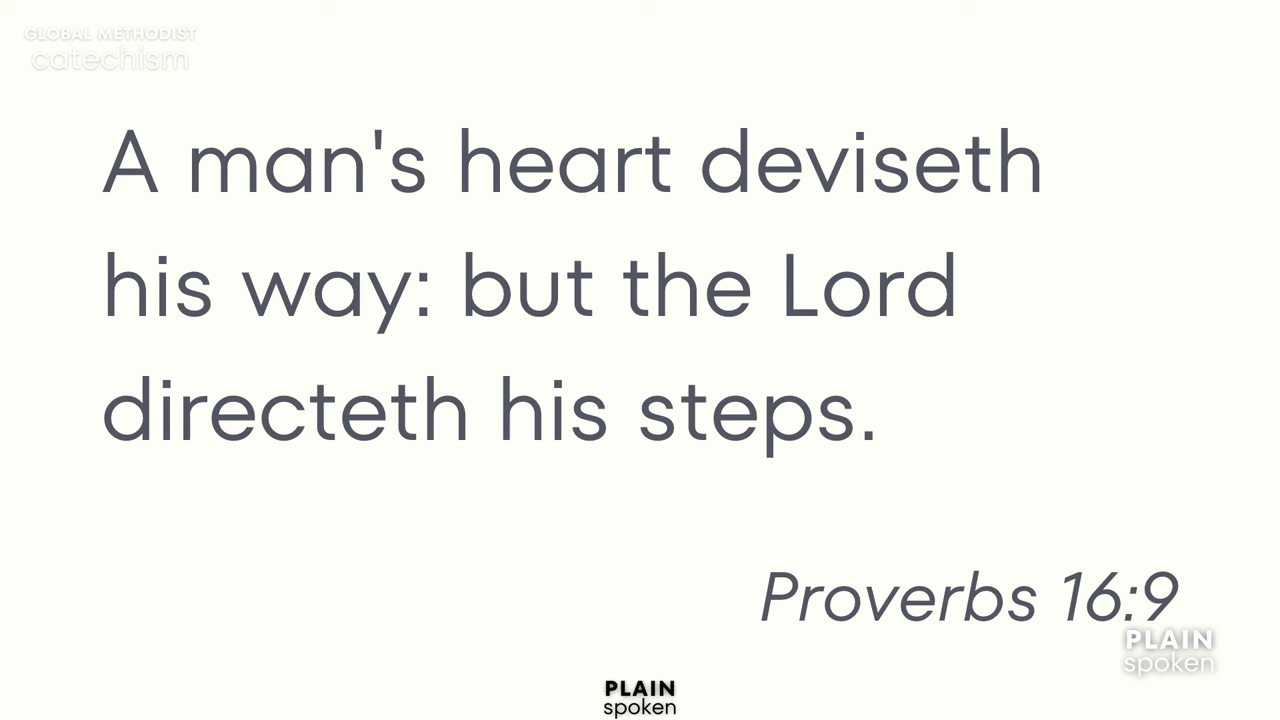 GLOBAL METHODIST
catechism
A man's heart deviseth
his way: but the Lord
directeth his steps.
Proverbs 16:9
PLAIN
spoken
PLAIN
spoken